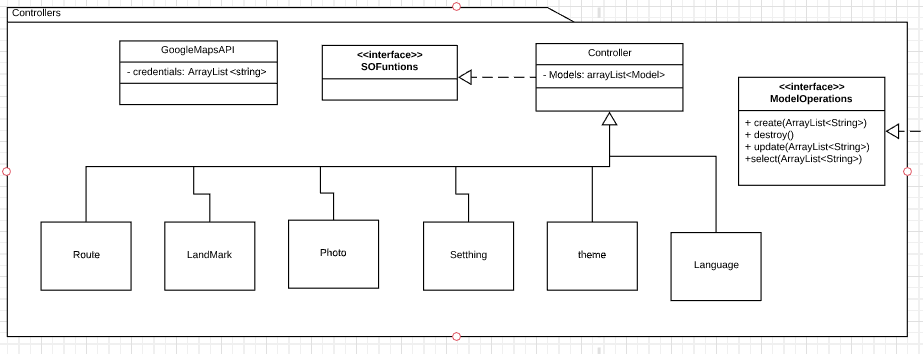 Controllers
GoogleMapsAPI
- credentials: ArrayList <string>
<<interface>>
SOFuntions
Controller
- Models: arrayList<Model>
<<interface>>
ModelOperations
+ create(ArrayList<String>)
+ destroy()
+ update(ArrayList<String>)
+select(ArrayList<String>)
Route
LandMark
Photo
Setthing
theme
Language